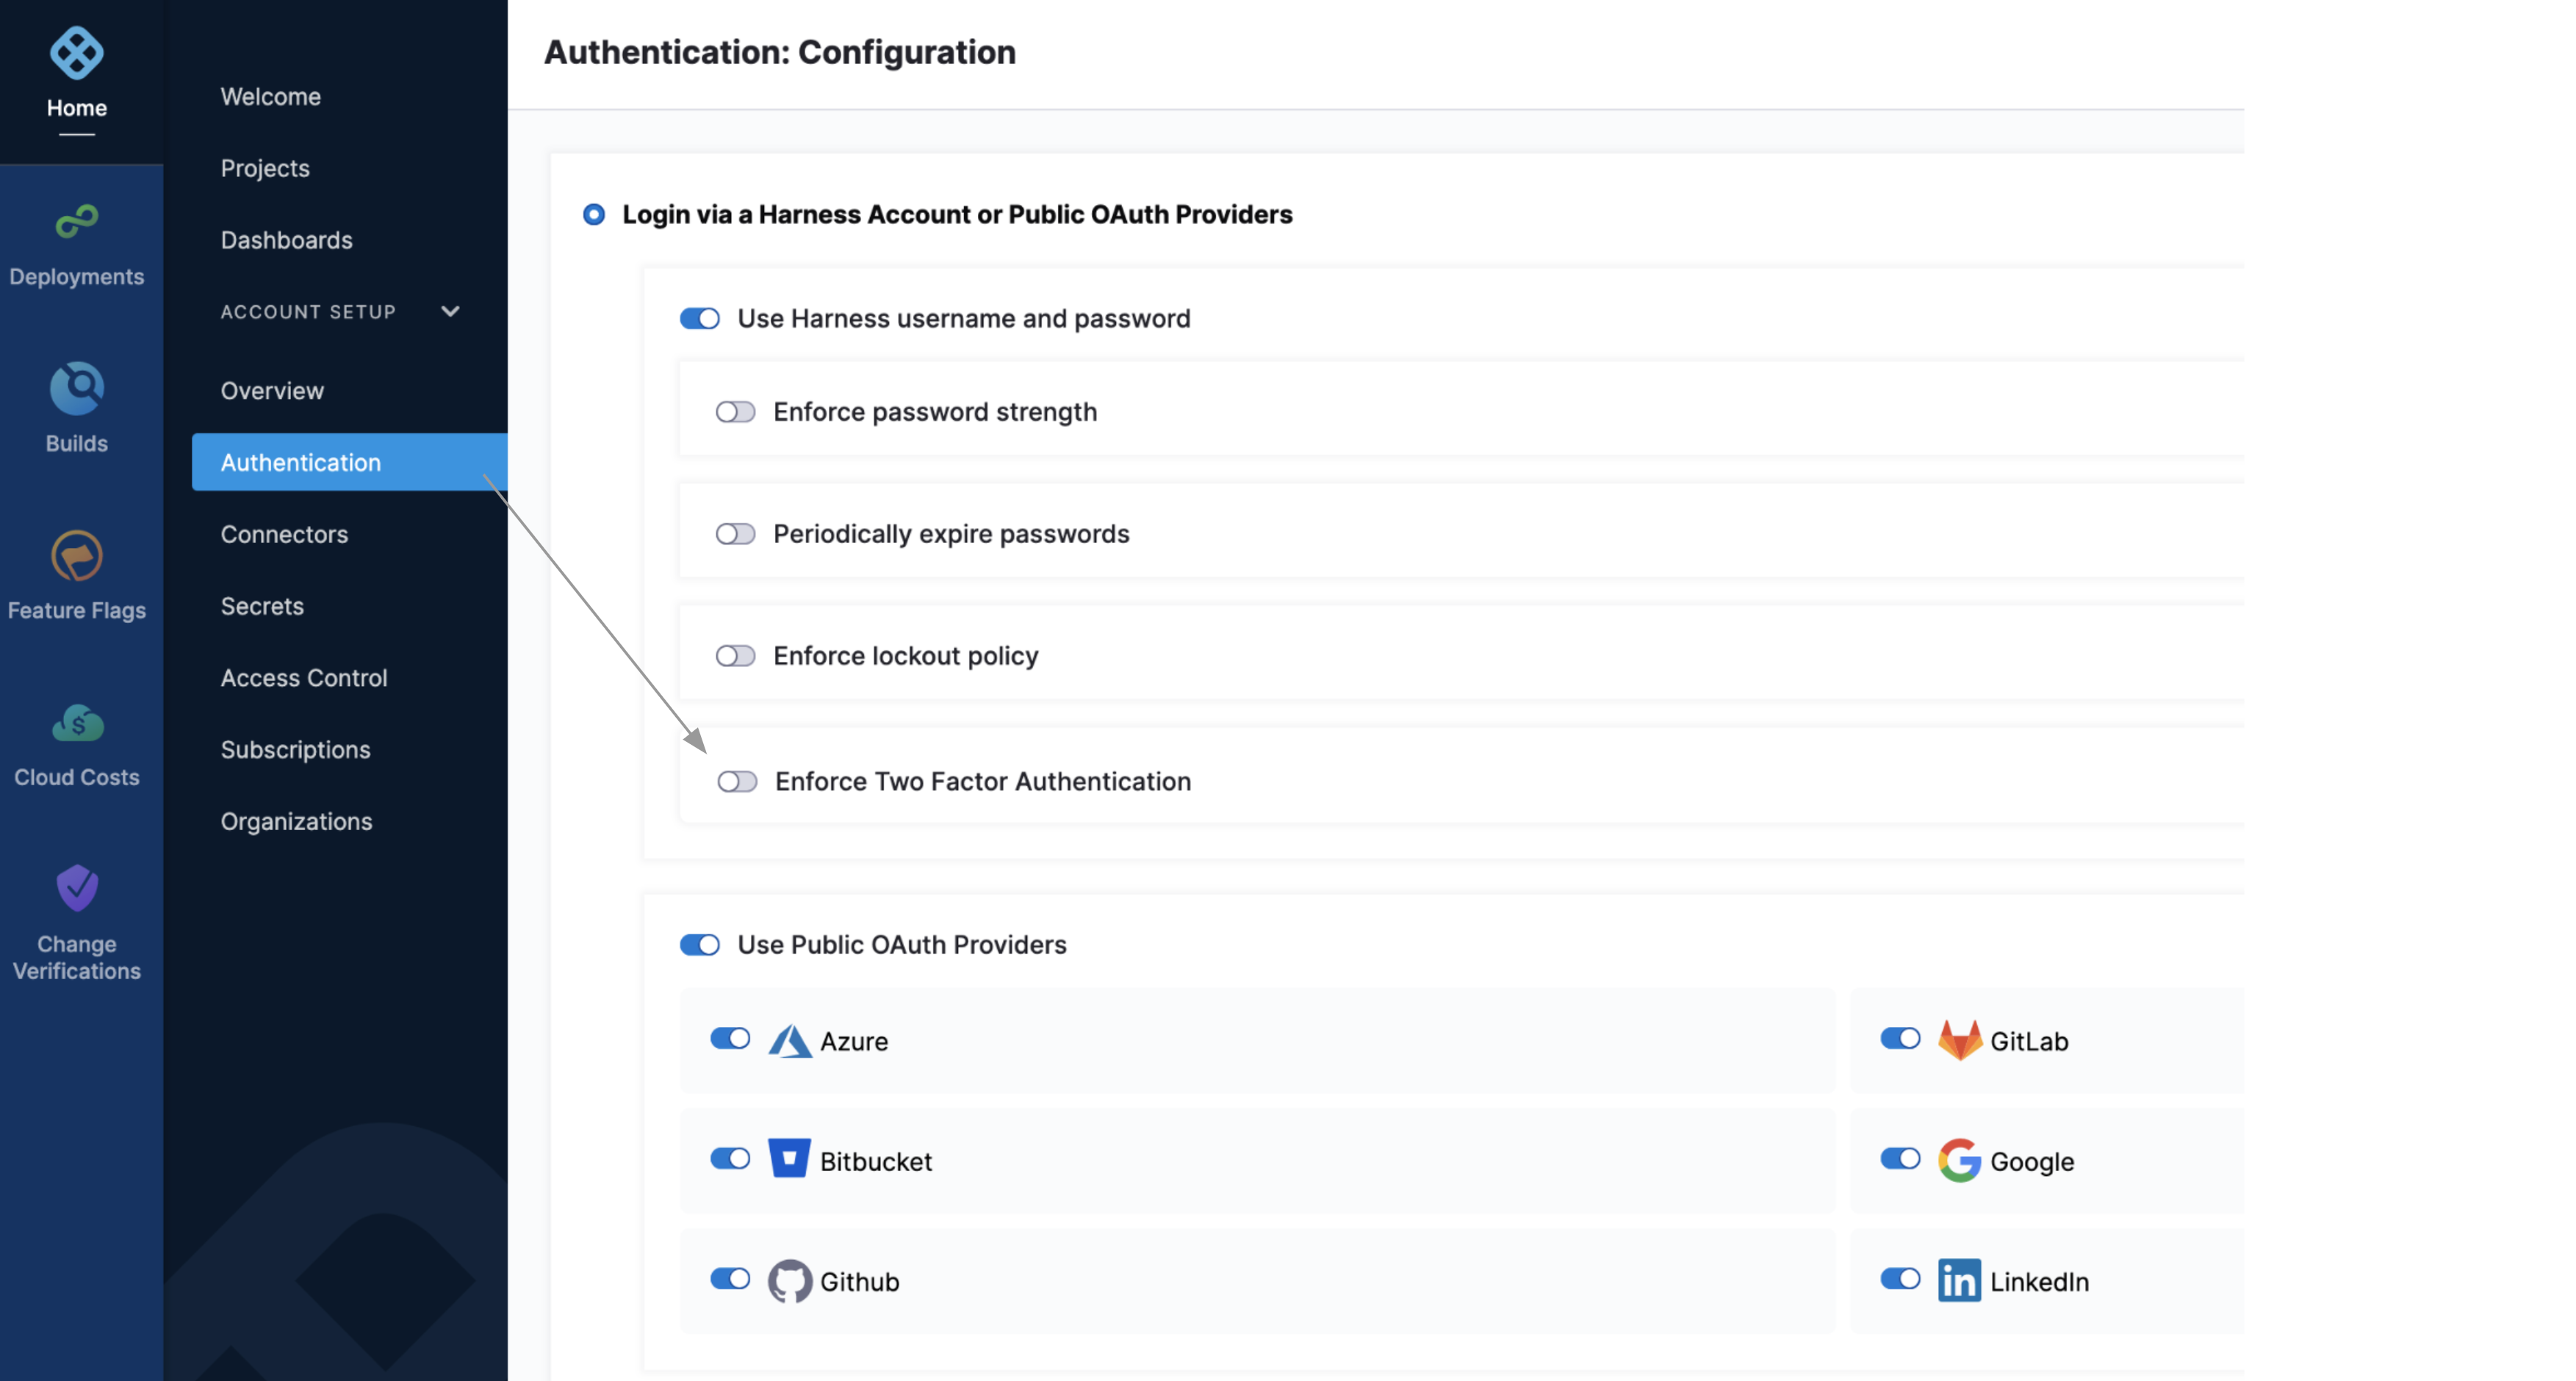 Home
Deployments
Builds
Feature Flags
Cloud Costs
Change
Verifications
Welcome
Projects
Dashboards
ACCOUNT SETUP
Overview
Authentication
Connectors
Secrets
Access Control
Subscriptions
Organizations
Authentication: Configuration
Login via a Harness Account or Public OAuth Providers
Use Harness username and password
Enforce password strength
Periodically expire passwords
Enforce lockout policy
Enforce Two Factor Authentication
Use Public OAuth Providers
Azure
GitLab
Bitbucket
Google
Github
LinkedIn